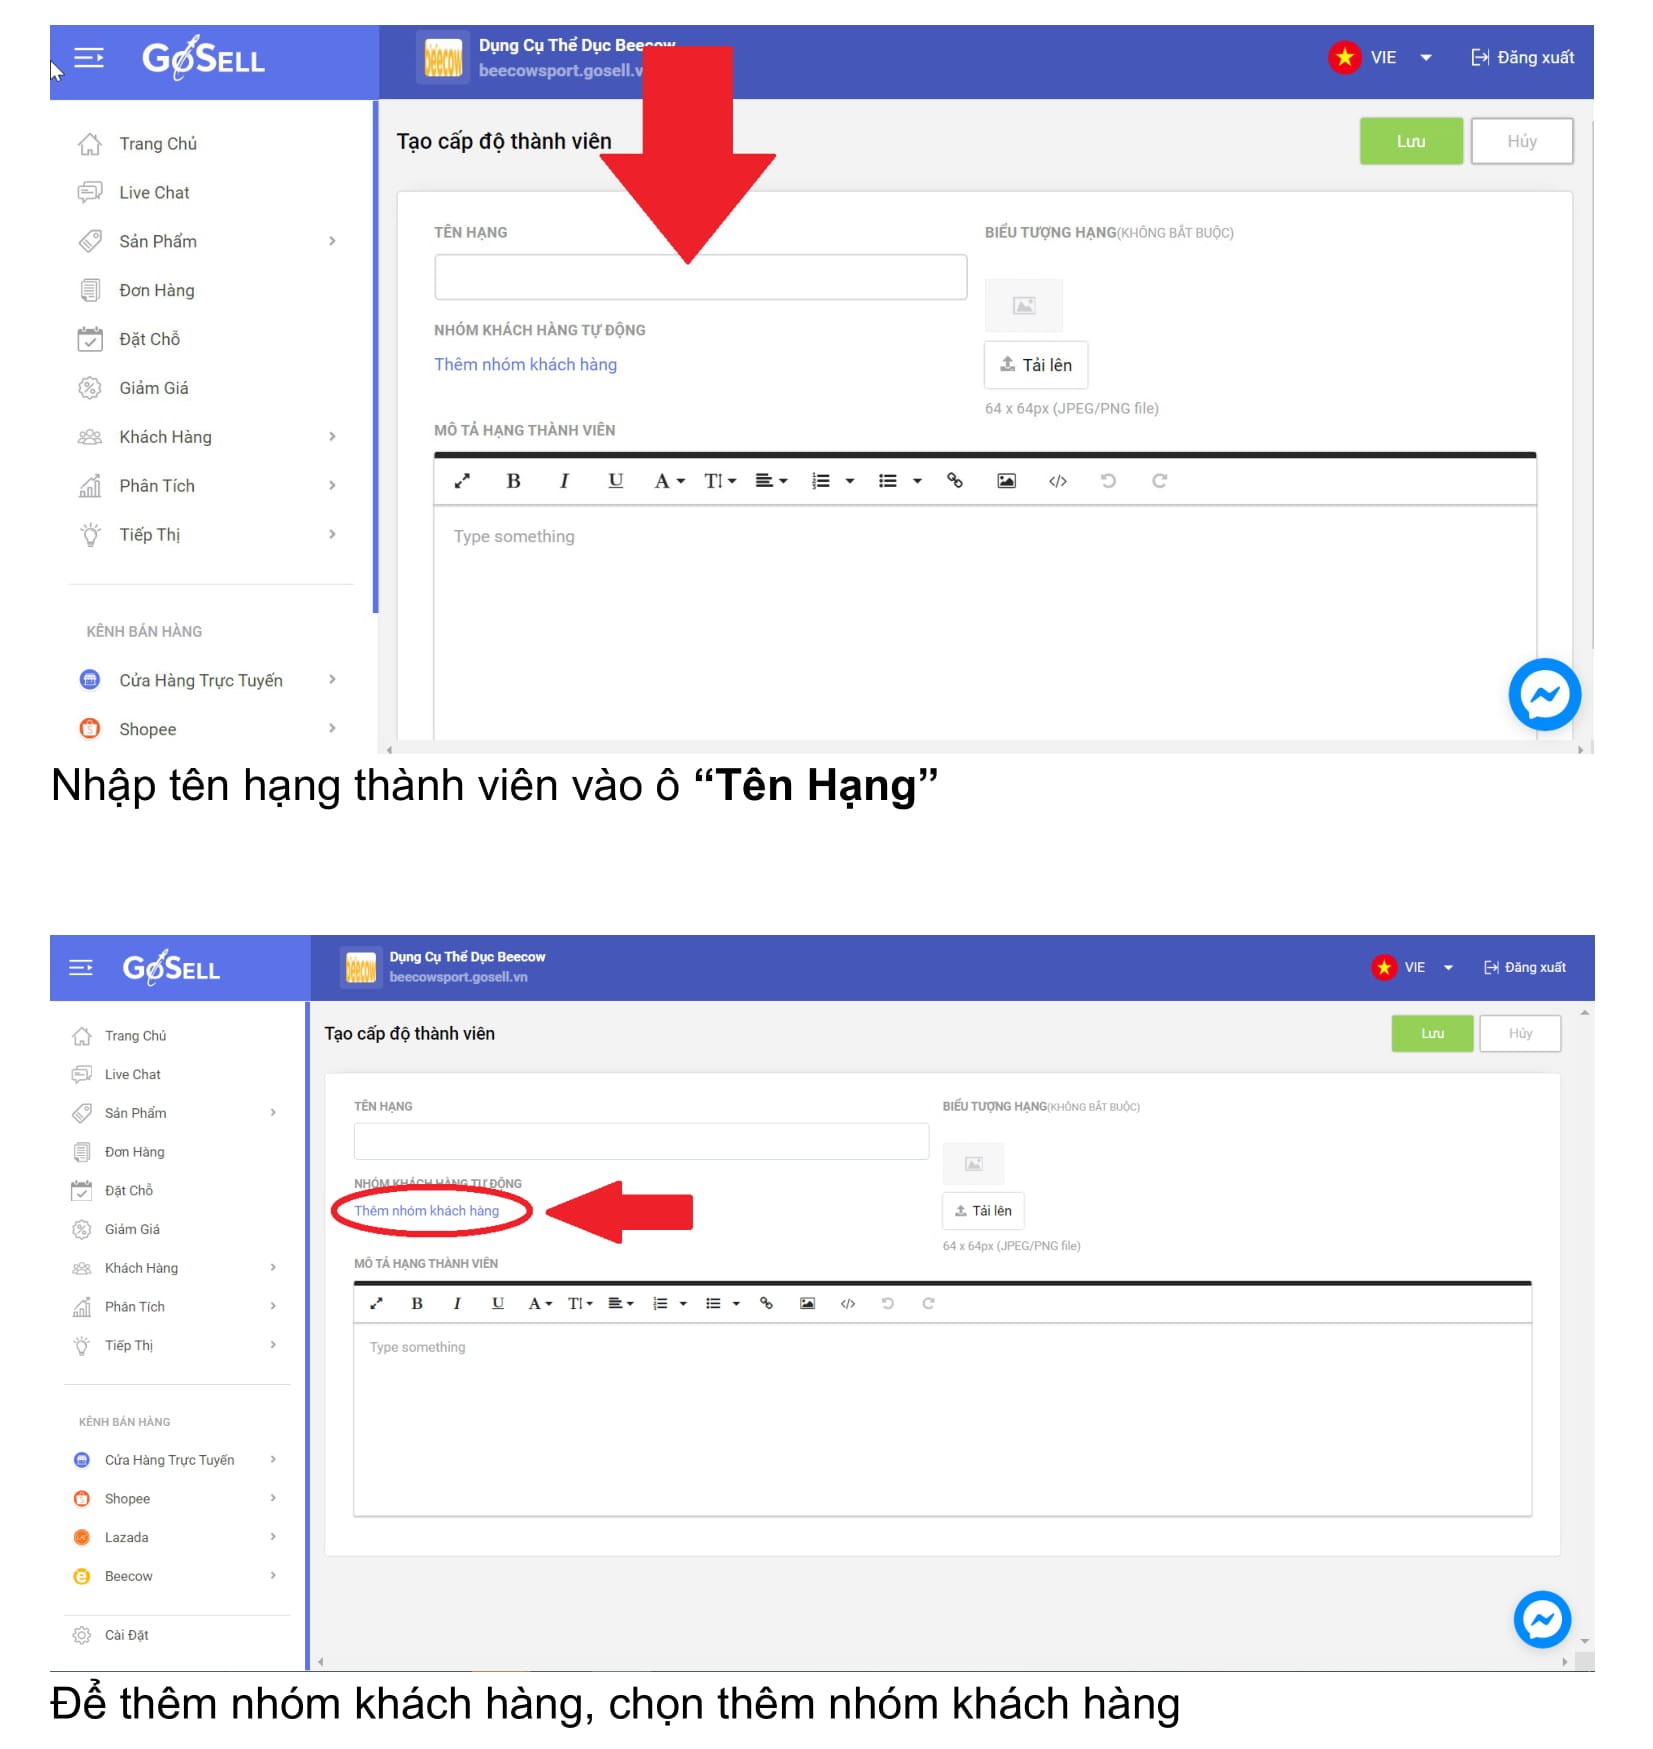 GoSELL
Dụng Cụ Thể Dục Beecow
beecowsport.gosell.v
VIE
Đăng xuất
Trang Chủ
Live Chat
Sản Phẩm
Đơn Hàng
Đặt Chỗ
Giảm Giá
Khách Hàng
Phân Tích
Tiếp Thị
KÊNH BÁN HÀNG
Cửa Hàng Trực Tuyến
Shopee
Tạo cấp độ thành viên
Lưu
Hủy
TÊN HẠNG
BIỂU TƯỢNG HẠNG(KHÔNG BẮT BUỘC)
NHÓM KHÁCH HÀNG TỰ ĐỘNG
Thêm nhóm khách hàng
Tải lên
64 x 64px (JPEG/PNG file)
MÔ TẢ HẠNG THÀNH VIÊN
B I U A T
Type something
Nhập tên hạng thành viên vào ô “Tên Hạng”
GoSELL
Dụng Cụ Thể Dục Beecow
beecowsport.gosell.vn
VIE
Đăng xuất
Trang Chủ
Live Chat
Sản Phẩm
Đơn Hàng
Đặt Chỗ
Giảm Giá
Khách Hàng
Phân Tích
Tiếp Thị
KÊNH BÁN HÀNG
Cửa Hàng Trực Tuyến
Shopee
Lazada
Beecow
Cài Đặt
Tạo cấp độ thành viên
Lưu
Hủy
TÊN HẠNG
BIỂU TƯỢNG HẠNG(KHÔNG BẮT BUỘC)
NHÓM KHÁCH HÀNG TỰ ĐỘNG
Thêm nhóm khách hàng
Tải lên
64 x 64px (JPEG/PNG file)
MÔ TẢ HẠNG THÀNH VIÊN
B I U A T
Type something
Để thêm nhóm khách hàng, chọn thêm nhóm khách hàng